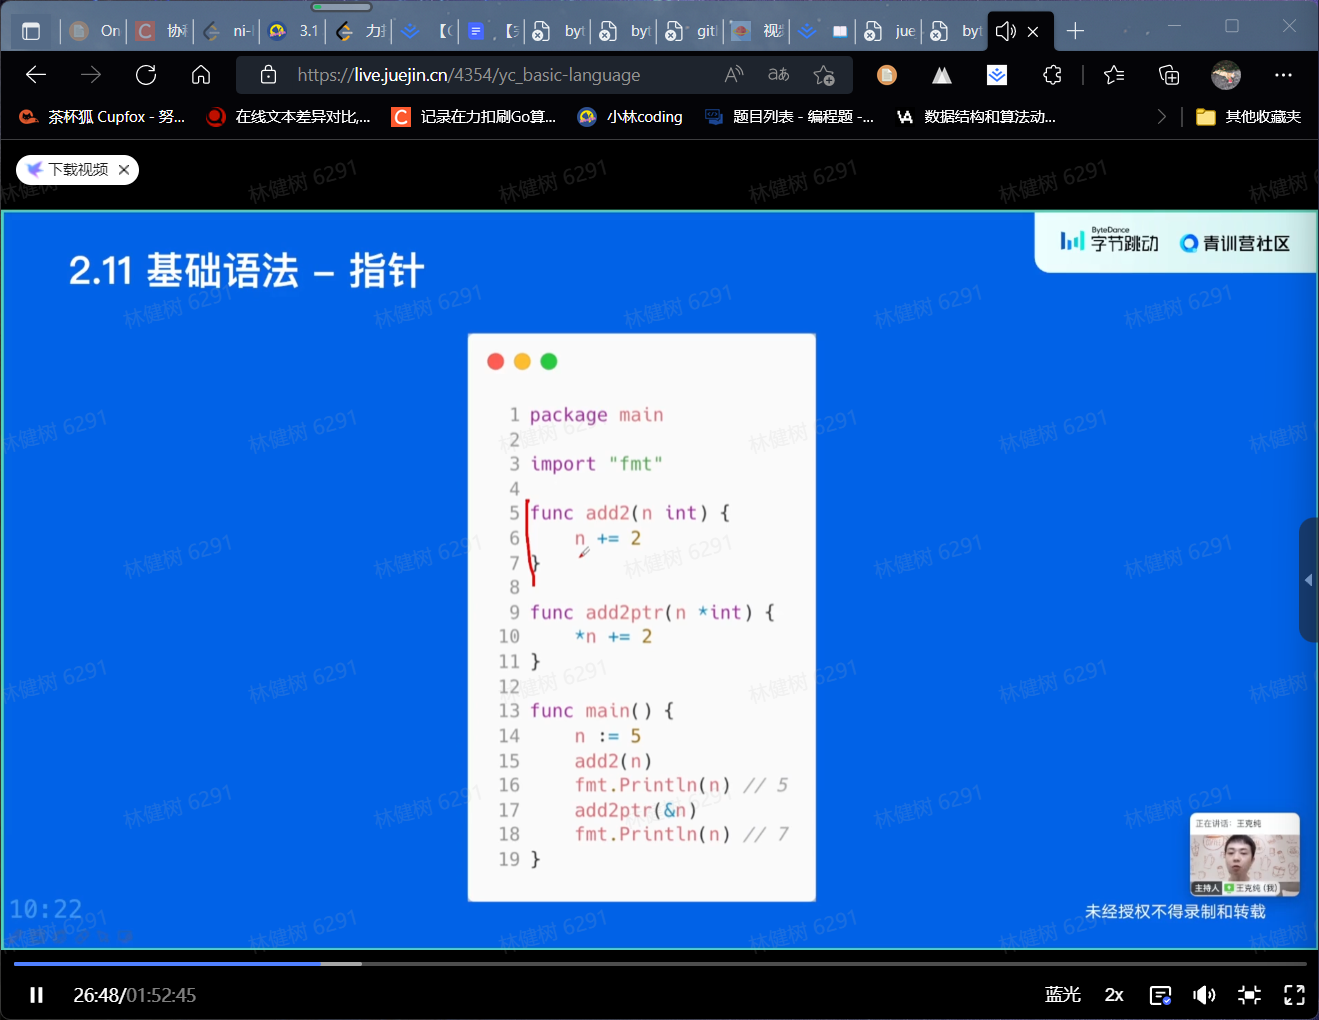 On
协
ni-
3.1
力
【
【
by
by
git
视
jue
by
https://live.juejin.cn/4354/yc_basic-language
茶杯狐 Cupfox - 努...
在线文本差异对比,...
记录在力扣刷Go算...
小林coding
题目列表 - 编程题 -...
数据结构和算法动...
其他收藏夹
下载视频
林健树 6291
ByteDance
字节跳动
青训营社区
2.11 基础语法 – 指针
1 package main
2
3 import "fmt"
4
5 func add2(n int) {
6     n += 2
7 }
8
9 func add2ptr(n *int) {
10     *n += 2
11 }
12
13 func main() {
14     n := 5
15     add2(n)
16     fmt.Println(n) // 5
17     add2ptr(&n)
18     fmt.Println(n) // 7
19 }
正在讲话: 王克纯
主持人 王克纯(我)
10:22
未经授权不得录制和转载
26:48/01:52:45
蓝光
2x